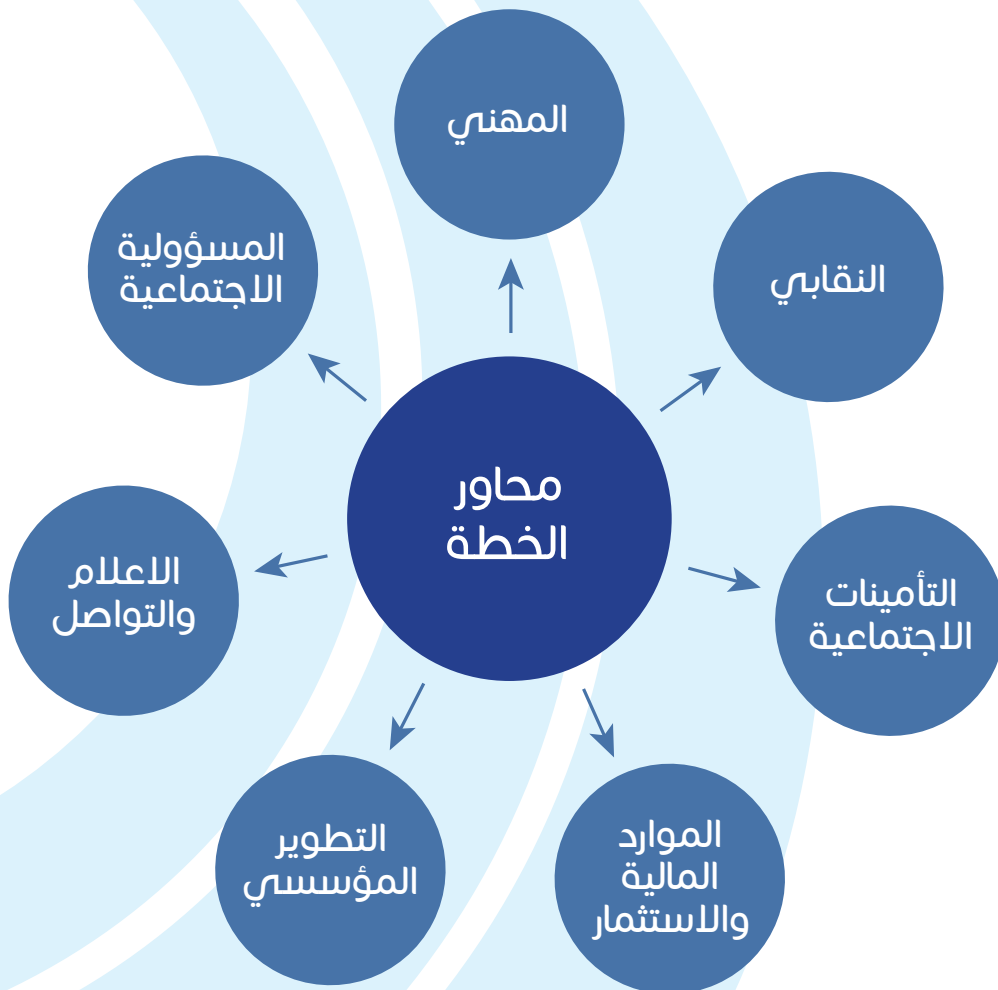 المهني
النقابي
المسؤولية
الاجتماعية
محاور
الخطة
التأمينات
الاجتماعية
الاعلام
والتواصل
الموارد
المالية
والاستثمار
التطوير
المؤسسي